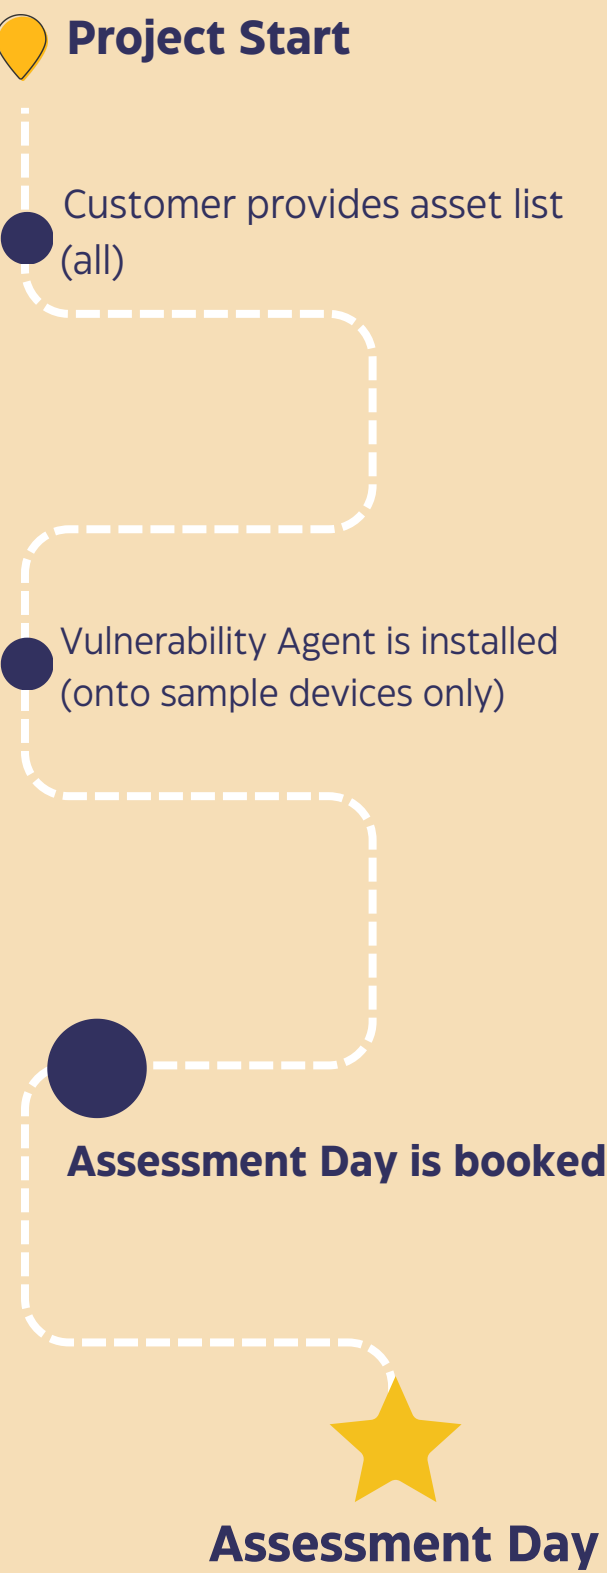 Project Start
Customer provides asset list
(all)
Vulnerability Agent is installed
(onto sample devices only)
Assessment Day is booked
Assessment Day